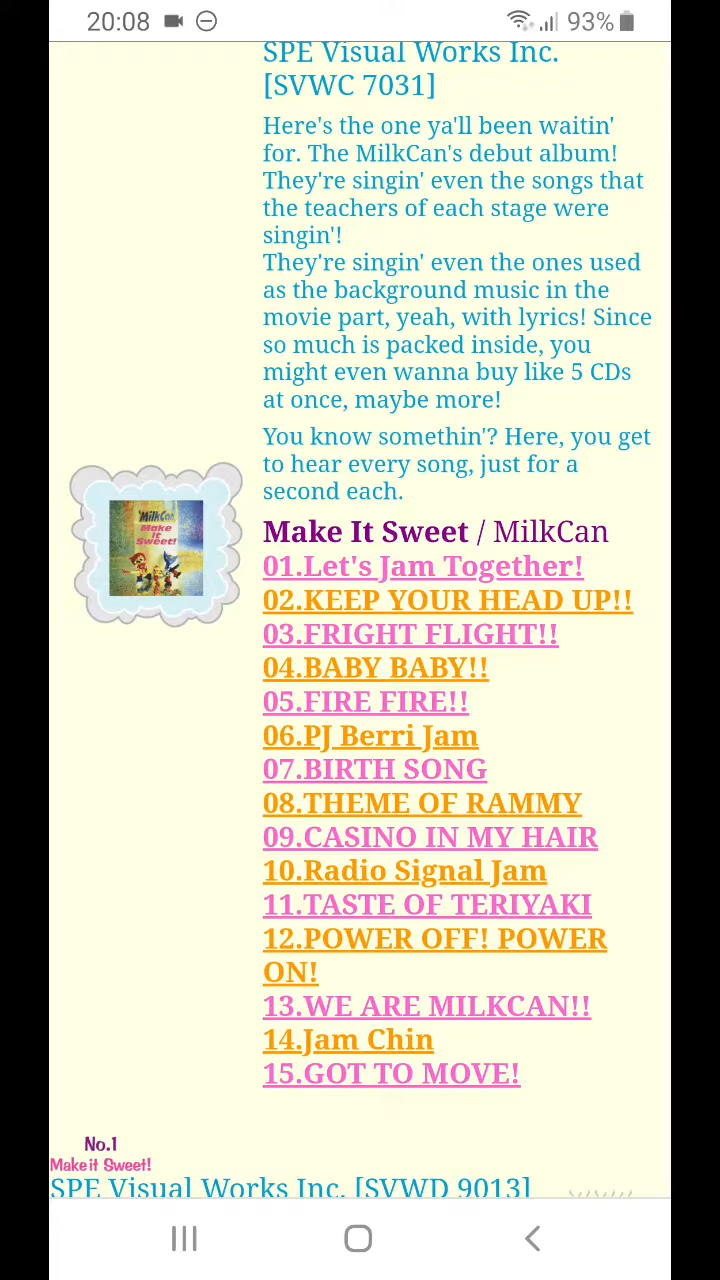 20:08 93%
SPE Visual Works Inc.
[SVWC 7031]
Here's the one ya'll been waitin'
for. The MilkCan's debut album!
They're singin' even the songs that
the teachers of each stage were
singin'!
They're singin' even the ones used
as the background music in the
movie part, yeah, with lyrics! Since
so much is packed inside, you
might even wanna buy like 5 CDs
at once, maybe more!
You know somethin'? Here, you get
to hear every song, just for a
second each.
MilkCan
Make
it
Sweet!
Make It Sweet / MilkCan
01.Let's Jam Together!
02.KEEP YOUR HEAD UP!!
03.FRIGHT FLIGHT!!
04.BABY BABY!!
05.FIRE FIRE!!
06.PJ Berri Jam
07.BIRTH SONG
08.THEME OF RAMMY
09.CASINO IN MY HAIR
10.Radio Signal Jam
11.TASTE OF TERIYAKI
12.POWER OFF! POWER
ON!
13.WE ARE MILKCAN!!
14.Jam Chin
15.GOT TO MOVE!
No.1
Make it Sweet!
SPE Visual Works Inc. [SVWD 9013]